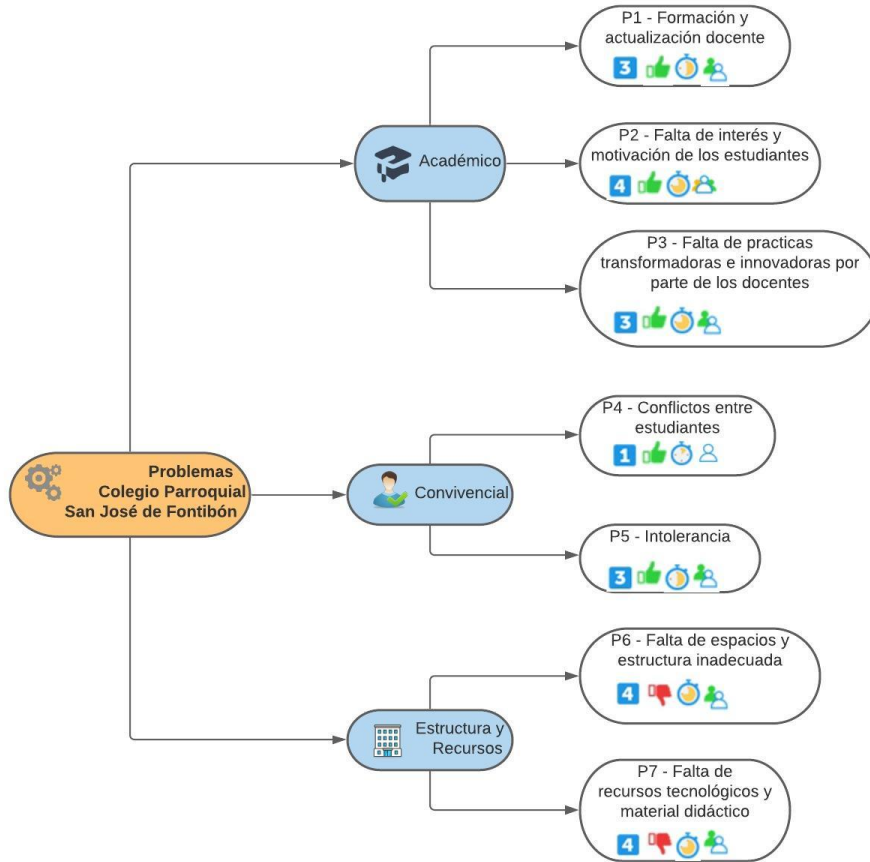 P1 - Formación y
actualización docente
3
P2 - Falta de interés y
motivación de los estudiantes
4
Académico
P3 - Falta de practicas
transformadoras e innovadoras por
parte de los docentes
3
P4 - Conflictos entre
estudiantes
1
Problemas
Colegio Parroquial
San José de Fontibón
Convivencial
P5 - Intolerancia
3
P6 - Falta de espacios y
estructura inadecuada
4
Estructura y
Recursos
P7 - Falta de
recursos tecnológicos y
material didáctico
4